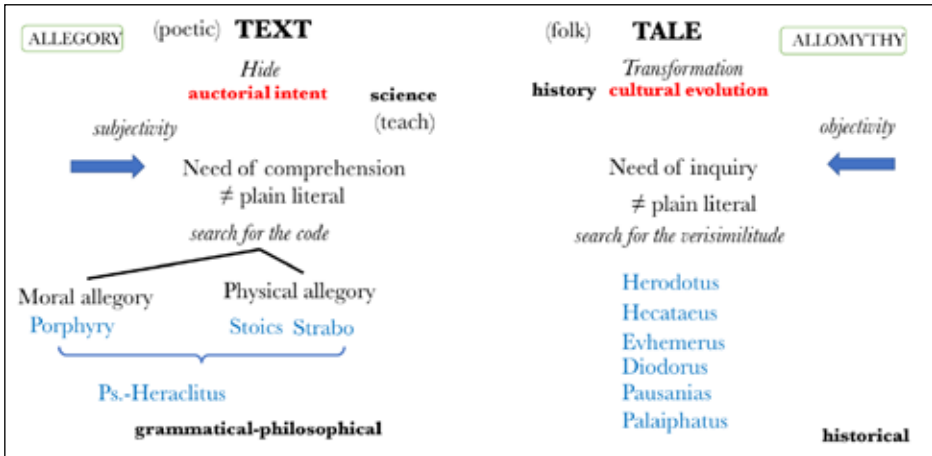 ALLEGORY
(poetic) TEXT
Hide
auctorial intent
science
(teach)
subjectivity
Need of comprehension
≠ plain literal
search for the code
Moral allegory
Physical allegory
Porphyry
Stoics Strabo
Ps.-Heraclitus
grammatical-philosophical
(folk) TALE
ALLOMYTHY
Transformation
history cultural evolution
objectivity
Need of inquiry
≠ plain literal
search for the verisimilitude
Herodotus
Hecataeus
Evhemerus
Diodorus
Pausanias
Palaiphatus
historical